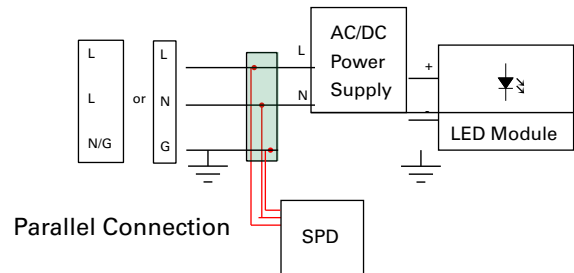 L
L
N/G
or
L
N
G
L
N
AC/DC
Power
Supply
+
-
LED Module
Parallel Connection
SPD